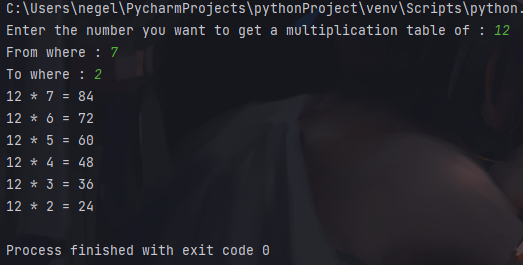 C:\Users\negel\PycharmProjects\pythonProject\venv\Scripts\python.
Enter the number you want to get a multiplication table of : 12
From where : 7
To where : 2
12 * 7 = 84
12 * 6 = 72
12 * 5 = 60
12 * 4 = 48
12 * 3 = 36
12 * 2 = 24
Process finished with exit code 0